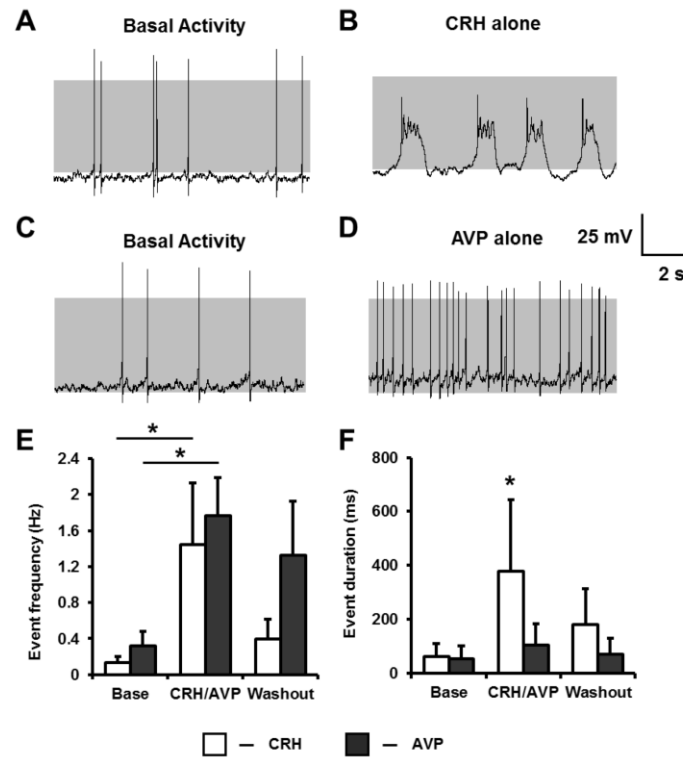 A
Basal Activity
B
CRH alone
C
Basal Activity
D
AVP alone
25 mV
2 s
E
*
*
2.4
2
1.6
1.2
0.8
0.4
0
Event frequency (Hz)
Base
CRH/AVP
Washout
F
*
800
600
400
200
0
Event duration (ms)
Base
CRH/AVP
Washout
– CRH
– AVP